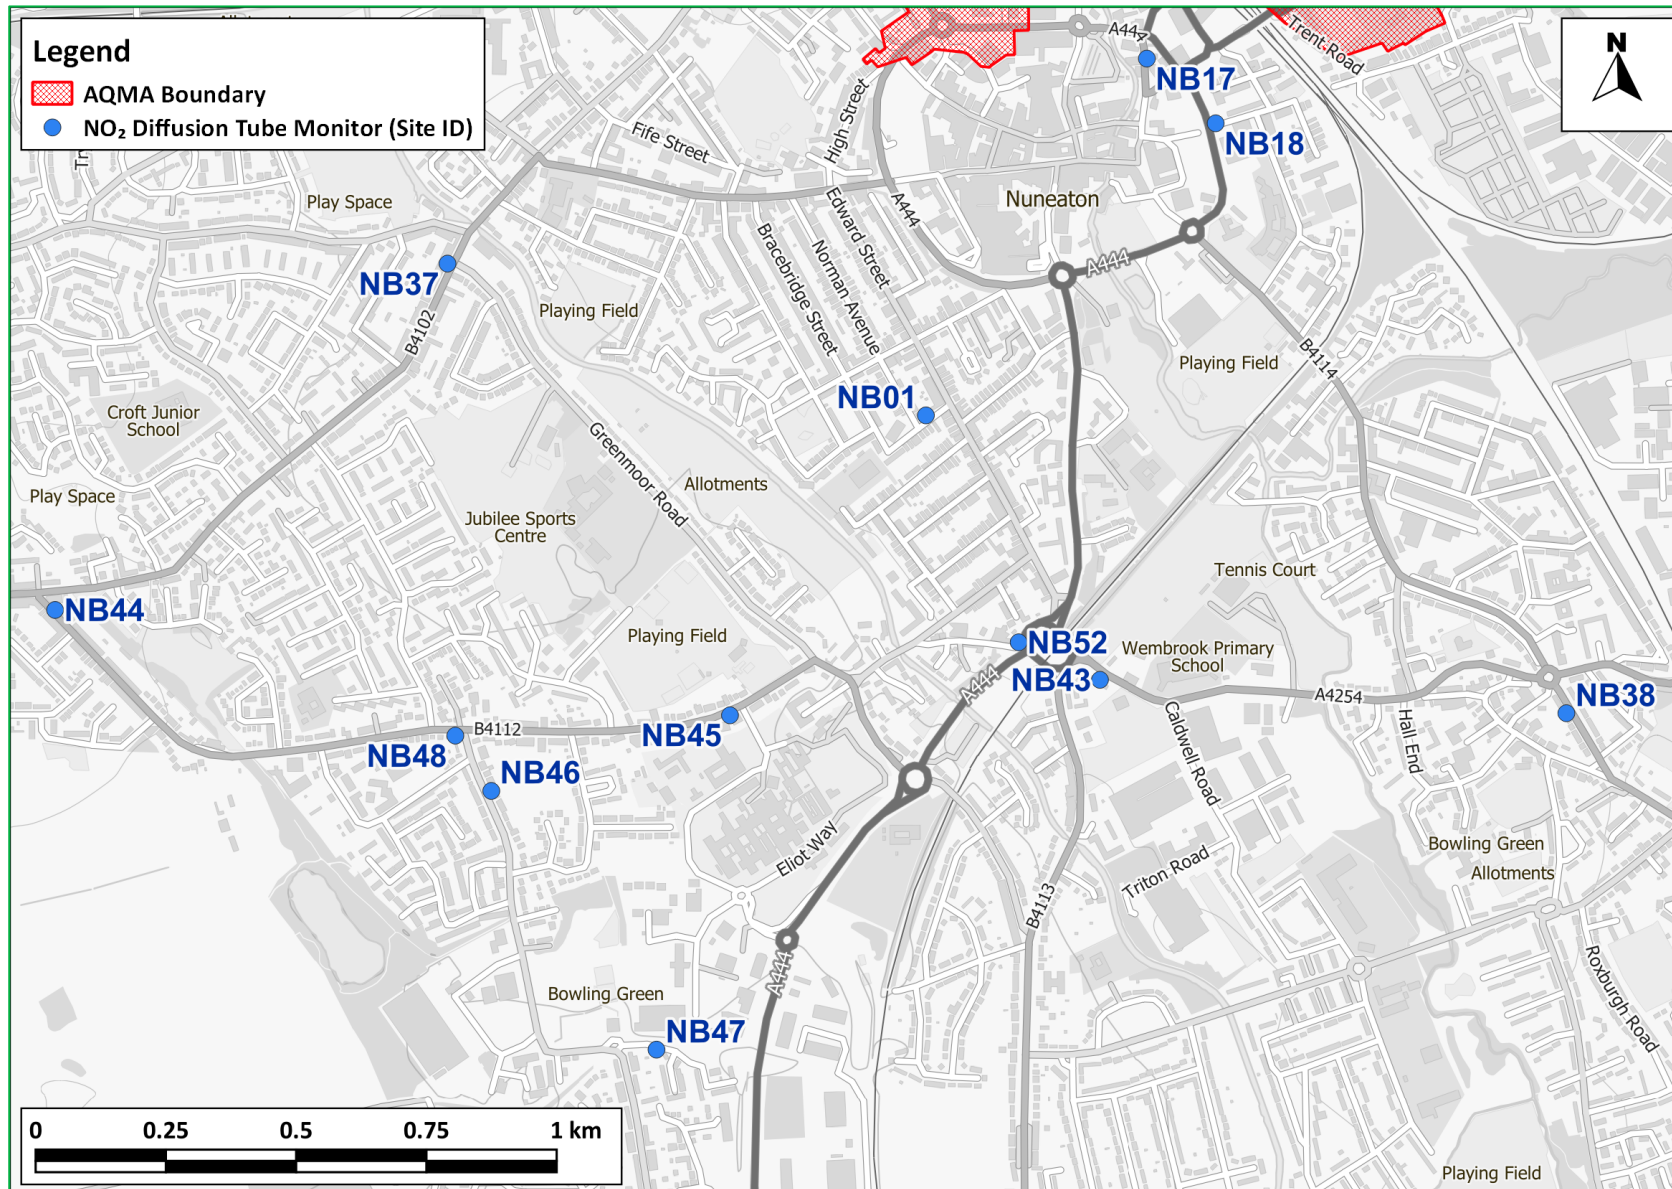 Legend
AQMA Boundary
NO₂ Diffusion Tube Monitor (Site ID)
N
A444
Trent Road
NB17
NB18
High Street
Fife Street
Play Space
Nuneaton
A444
Edward Street
Norman Avenue
Bracebridge Street
A444
NB37
Playing Field
B4102
B4114
Playing Field
NB01
Croft Junior
School
Greenmoor Road
Allotments
Play Space
Jubilee Sports
Centre
Tennis Court
NB44
Playing Field
NB52
Wembrook Primary
School
NB43
A444
A4254
NB38
Hall End
Caldwell Road
B4112
NB45
NB48
NB46
Eliot Way
Triton Road
Bowling Green
Allotments
B4113
A444
Bowling Green
Roxburgh Road
NB47
0 0.25 0.5 0.75 1 km
Playing Field